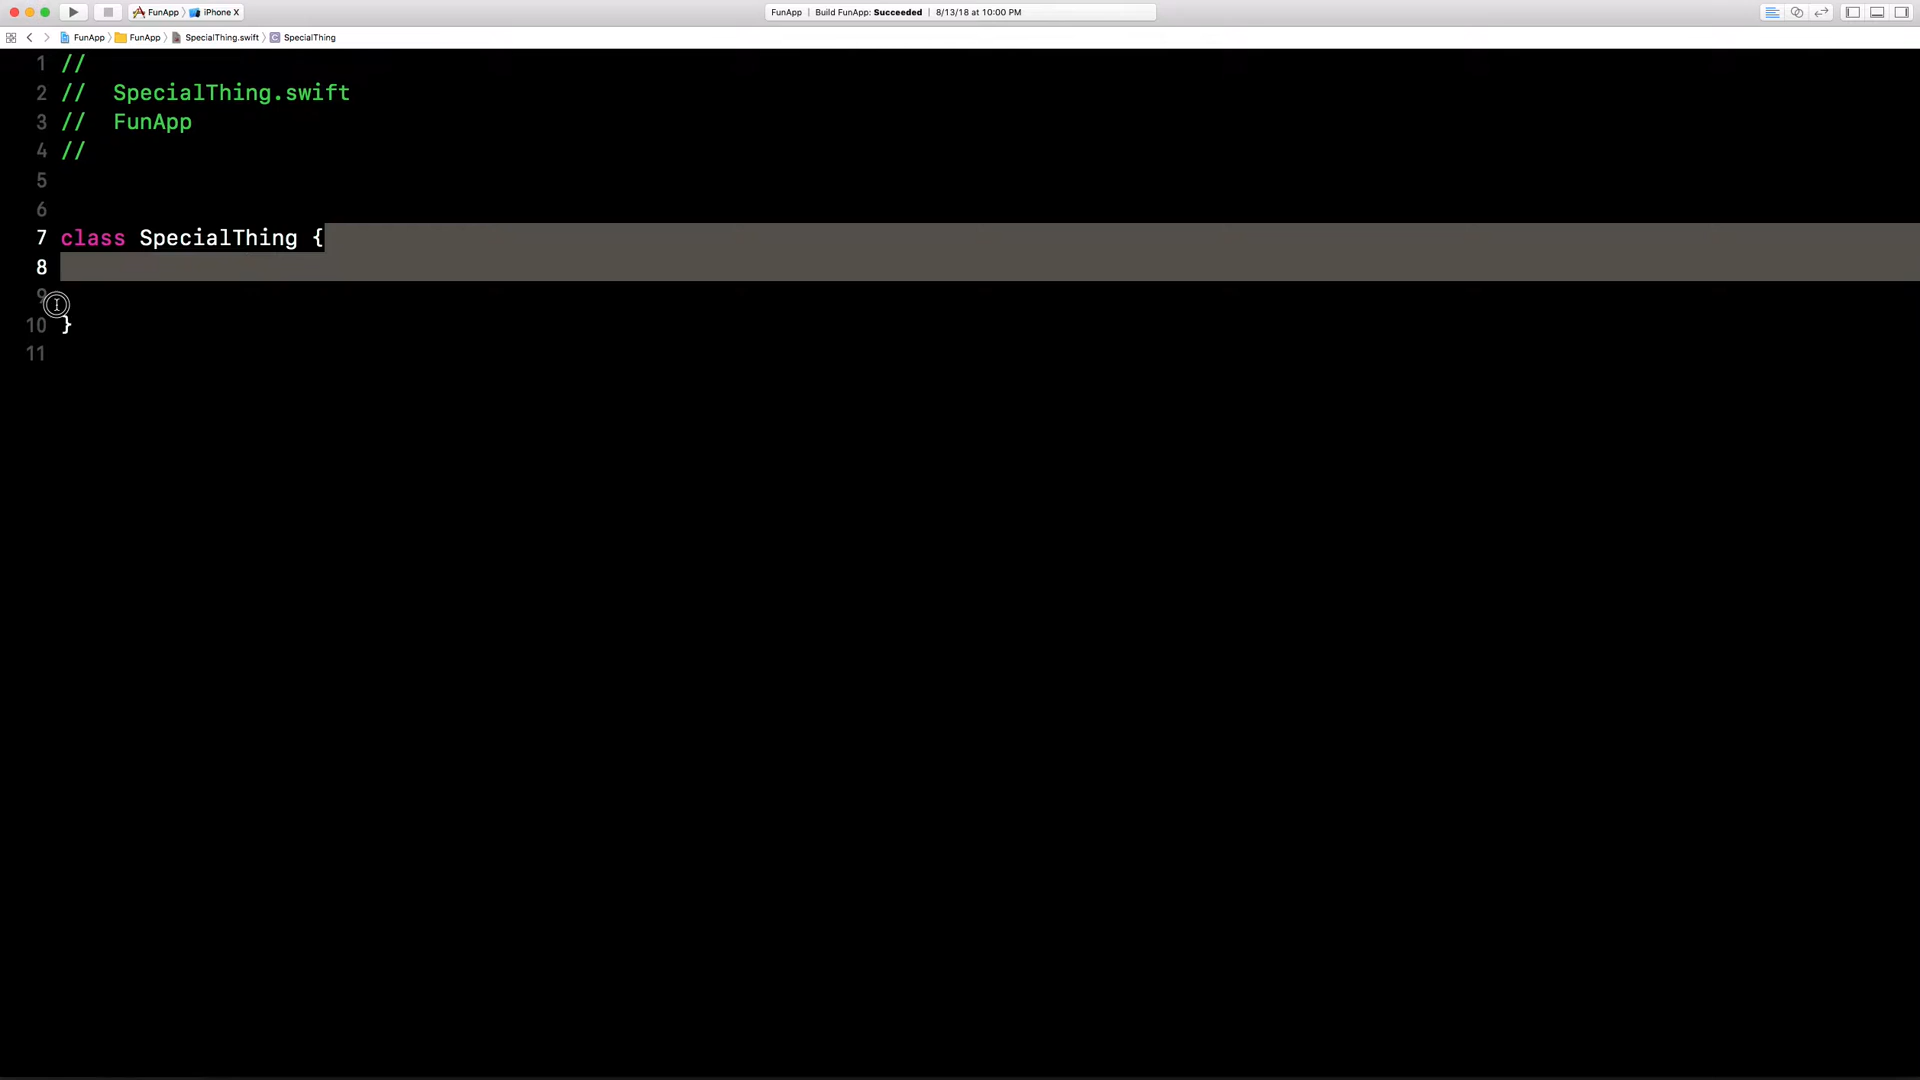 FunApp iPhone X FunApp | Build FunApp: Succeeded | 8/13/18 at 10:00 PM
FunApp FunApp SpecialThing.swift C SpecialThing
1 //
2 // SpecialThing.swift
3 // FunApp
4 //
5
6
7 class SpecialThing {
8
9
10 }
11